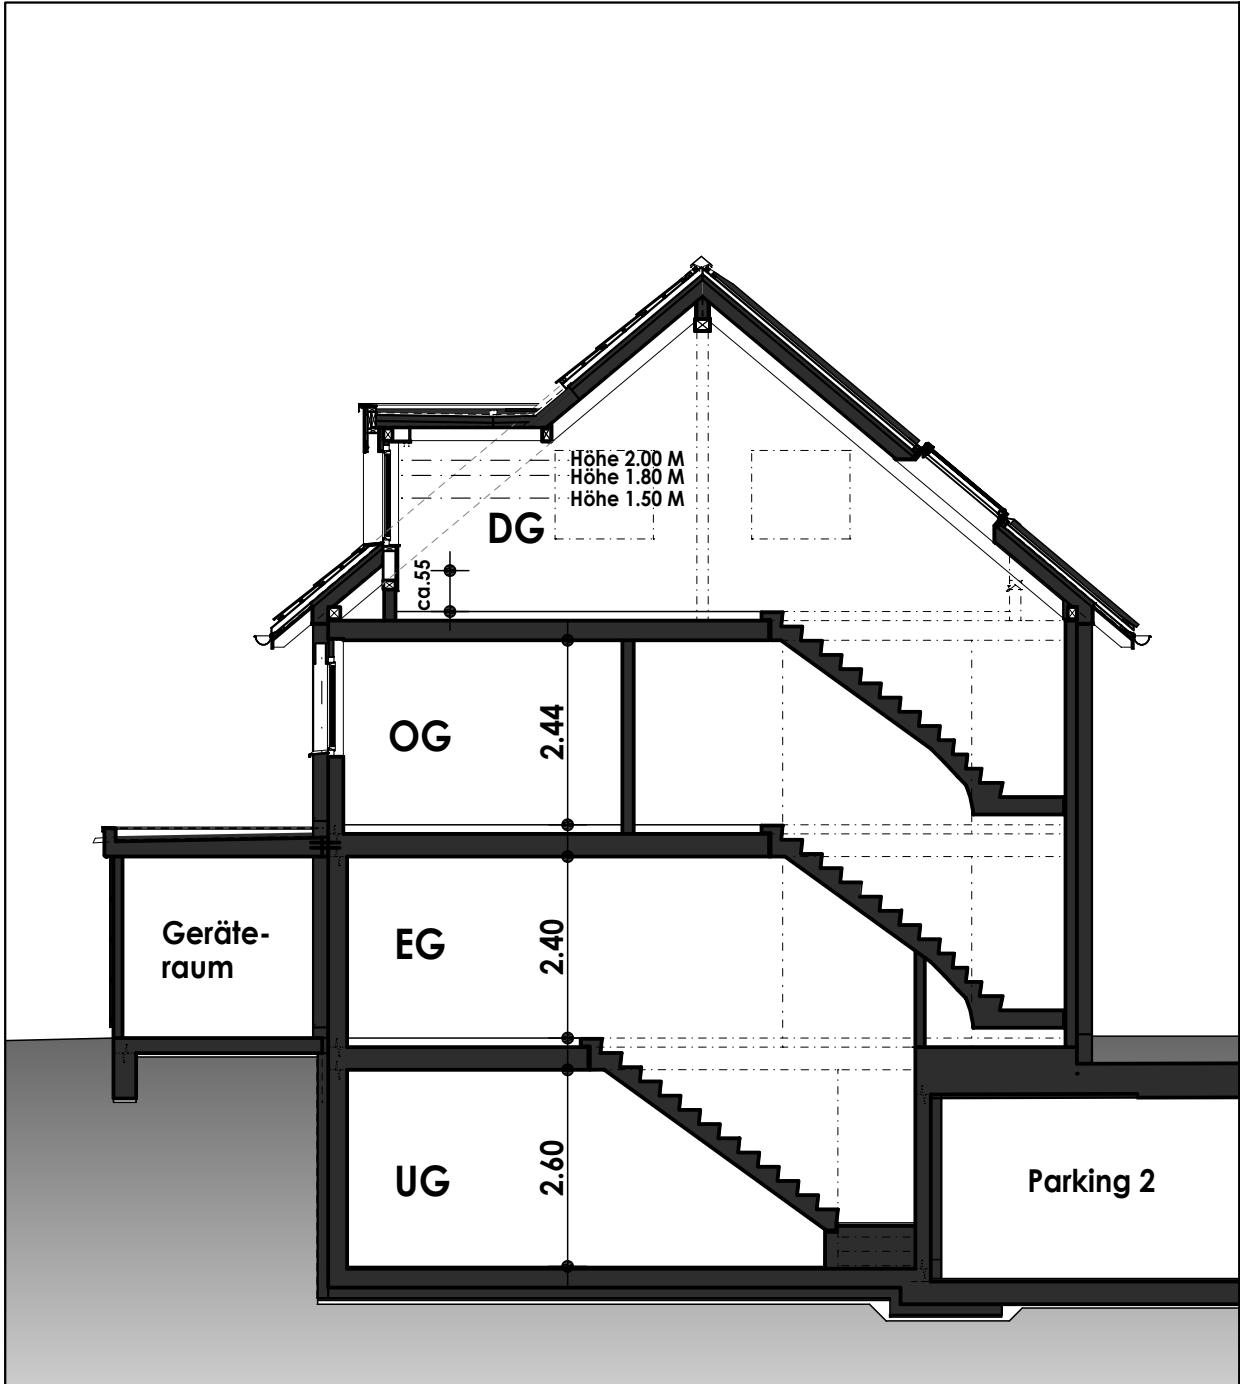 Höhe 2.00 M
Höhe 1.80 M
Höhe 1.50 M
DG
ca.55
OG
2.44
Geräte-
raum
EG
2.40
UG
2.60
Parking 2